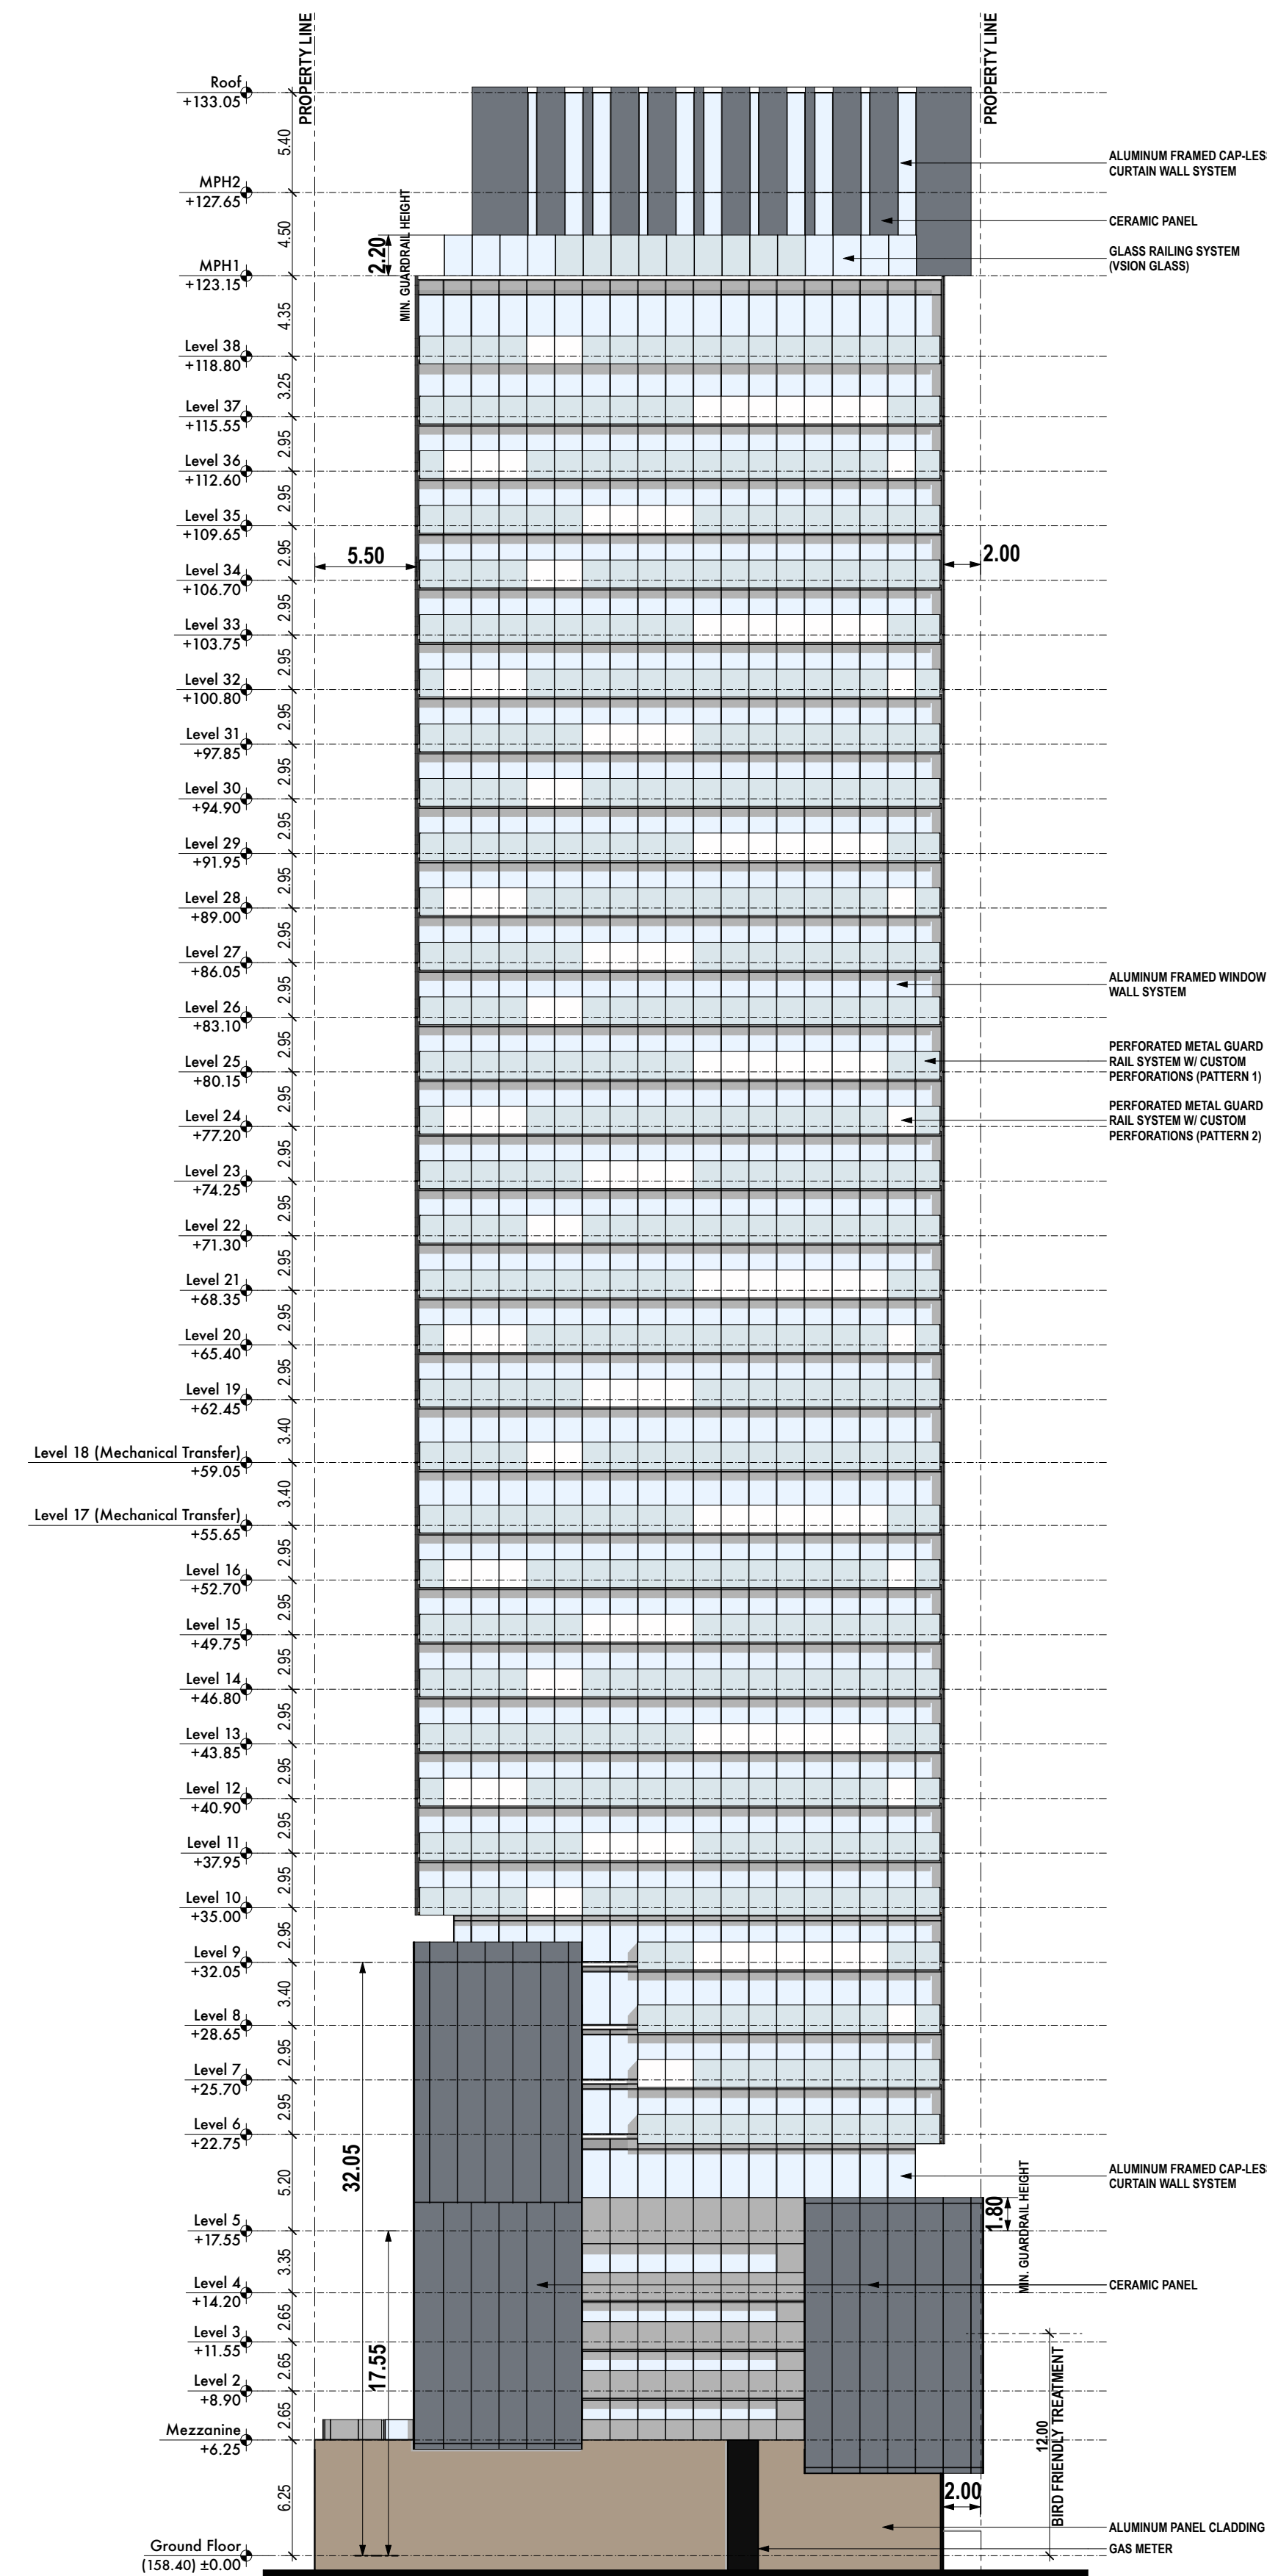 PROPERTY LINE
PROPERTY LINE
Roof
+133.05
5.40
ALUMINUM FRAMED CAP-LES
CURTAIN WALL SYSTEM
MPH2
+127.65
CERAMIC PANEL
4.50
2.20
MIN. GUARDRAIL HEIGHT
GLASS RAILING SYSTEM
(VSION GLASS)
MPH1
+123.15
4.35
Level 38
+118.80
3.25
Level 37
+115.55
2.95
Level 36
+112.60
2.95
Level 35
+109.65
2.95
5.50
2.00
Level 34
+106.70
2.95
Level 33
+103.75
2.95
Level 32
+100.80
2.95
Level 31
+97.85
2.95
Level 30
+94.90
2.95
Level 29
+91.95
2.95
Level 28
+89.00
2.95
Level 27
+86.05
2.95
ALUMINUM FRAMED WINDOW
WALL SYSTEM
Level 26
+83.10
2.95
PERFORATED METAL GUARD
RAIL SYSTEM W/ CUSTOM
PERFORATIONS (PATTERN 1)
Level 25
+80.15
2.95
PERFORATED METAL GUARD
RAIL SYSTEM W/ CUSTOM
PERFORATIONS (PATTERN 2)
Level 24
+77.20
2.95
Level 23
+74.25
2.95
Level 22
+71.30
2.95
Level 21
+68.35
2.95
Level 20
+65.40
2.95
Level 19
+62.45
3.40
Level 18 (Mechanical Transfer)
+59.05
3.40
Level 17 (Mechanical Transfer)
+55.65
2.95
Level 16
+52.70
2.95
Level 15
+49.75
2.95
Level 14
+46.80
2.95
Level 13
+43.85
2.95
Level 12
+40.90
2.95
Level 11
+37.95
2.95
Level 10
+35.00
2.95
Level 9
+32.05
3.40
Level 8
+28.65
2.95
Level 7
+25.70
2.95
Level 6
+22.75
32.05
5.20
ALUMINUM FRAMED CAP-LES
CURTAIN WALL SYSTEM
1.80
MIN. GUARDRAIL HEIGHT
Level 5
+17.55
3.35
Level 4
+14.20
CERAMIC PANEL
2.65
Level 3
+11.55
17.55
2.65
Level 2
+8.90
2.65
12.00
BIRD FRIENDLY TREATMENT
Mezzanine
+6.25
6.25
2.00
ALUMINUM PANEL CLADDING
GAS METER
Ground Floor
(158.40) ±0.00